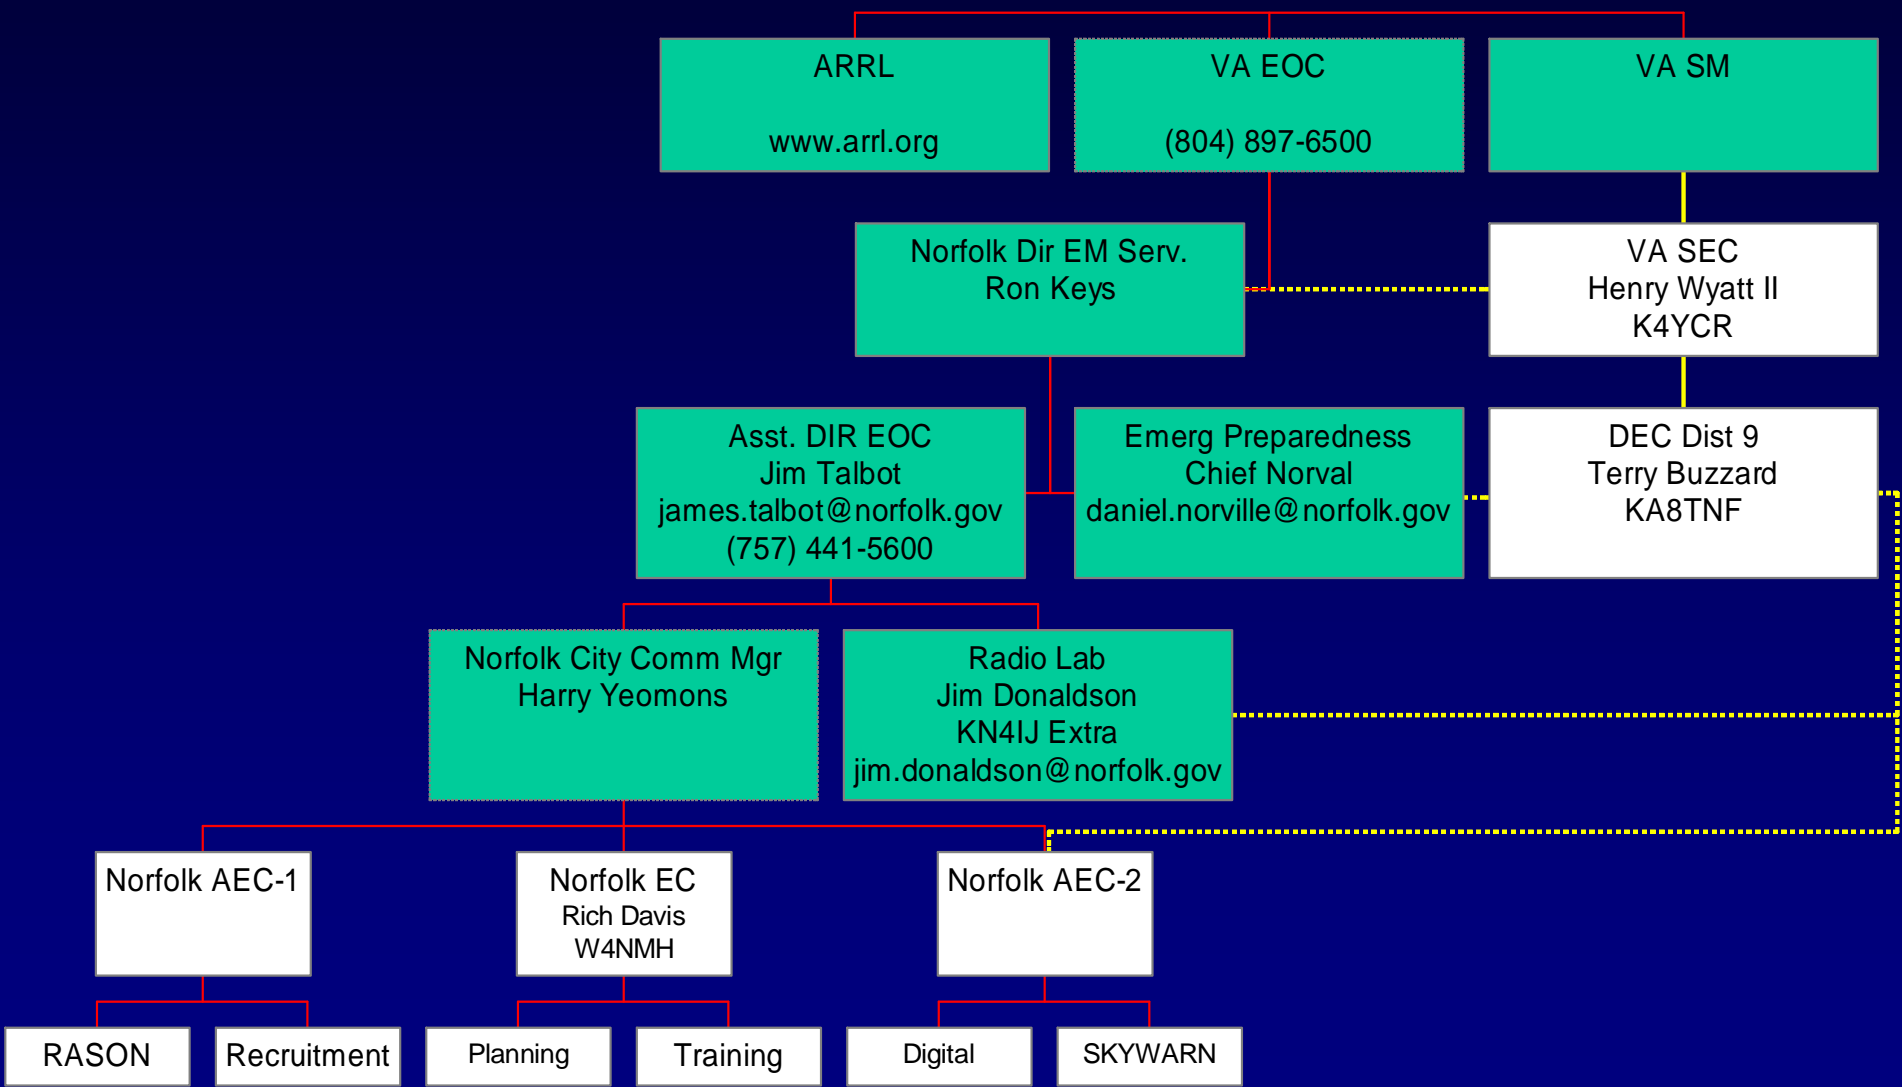 ARRL
www.arrl.org
VA EOC
(804) 897-6500
VA SM
Norfolk Dir EM Serv.
Ron Keys
VA SEC
Henry Wyatt II
K4YCR
Asst. DIR EOC
Jim Talbot
james.talbot@norfolk.gov
(757) 441-5600
Emerg Preparedness
Chief Norval
daniel.norville@norfolk.gov
DEC Dist 9
Terry Buzzard
KA8TNF
Norfolk City Comm Mgr
Harry Yeomons
Radio Lab
Jim Donaldson
KN4IJ Extra
jim.donaldson@norfolk.gov
Norfolk AEC-1
Norfolk EC
Rich Davis
W4NMH
Norfolk AEC-2
RASON
Recruitment
Planning
Training
Digital
SKYWARN